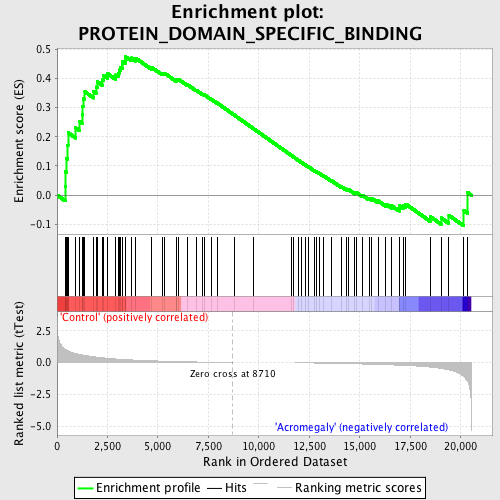 Enrichment plot:
PROTEIN_DOMAIN_SPECIFIC_BINDING
Enrichment score (ES)
0.5
0.4
0.3
0.2
0.1
0.0
-0.1
'Control' (positively correlated)
Ranked list metric (tTest)
2.5
0.0
-2.5
-5.0
Zero cross at 8710
'Acromegaly' (negatively correlated)
0
2,500
5,000
7,500
10,000
12,500
15,000
17,500
20,000
Rank in Ordered Dataset
Enrichment profile
Hits
Ranking metric scores